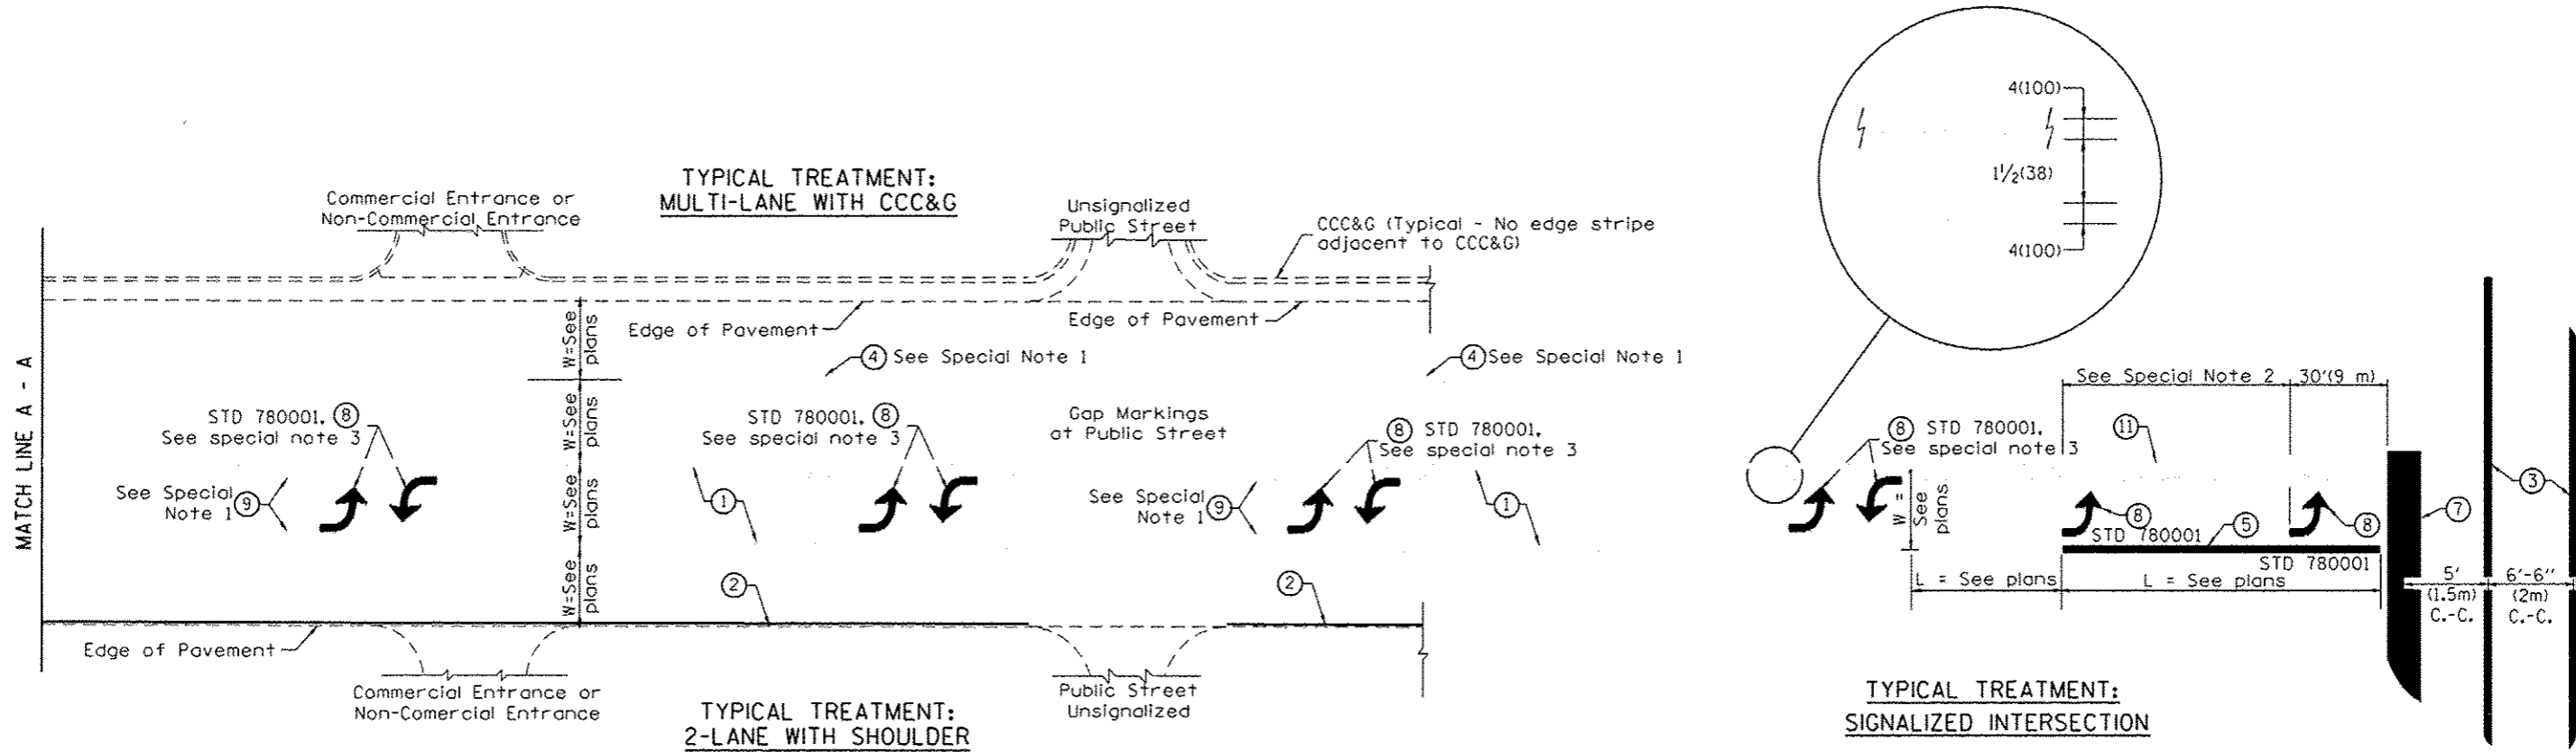 TYPICAL TREATMENT:
MULTI-LANE WITH CCC&G
Commercial Entrance or
Non-Commercial Entrance
Unsignalized
Public Street
CCC&G (Typical - No edge stripe
adjacent to CCC&G)
4(100)
1½(38)
4(100)
MATCH LINE A - A
Edge of Pavement
Edge of Pavement
W=See
plans
W=See
plans
W=See
plans
W=See
plans
4 See Special Note 1
4 See Special Note 1
STD 780001, 8
See special note 3
STD 780001, 8
See special note 3
Gap Markings
at Public Street
8 STD 780001,
See special note 3
8 STD 780001,
See special note 3
See Special Note 2
30'(9 m)
11
See Special
Note 1 9
1
See Special
Note 1 9
1
W =
See
plans
8
STD 780001
5
8
STD 780001
7
3
2
2
L = See plans
L = See plans
5'
(1.5m)
C.-C.
6'-6"
(2m)
C.-C.
Edge of Pavement
Commercial Entrance or
Non-Comercial Entrance
Public Street
Unsignalized
TYPICAL TREATMENT:
2-LANE WITH SHOULDER
TYPICAL TREATMENT:
SIGNALIZED INTERSECTION